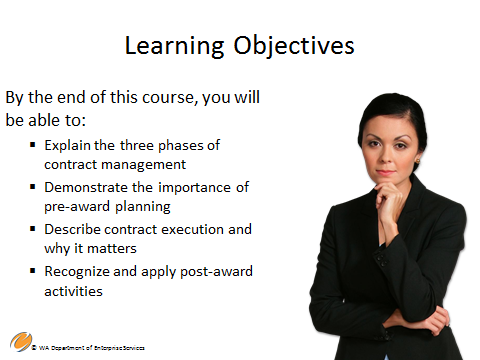 Learning Objectives
By the end of this course, you will
be able to:
▪ Explain the three phases of
contract management
▪ Demonstrate the importance of
pre-award planning
▪ Describe contract execution and
why it matters
▪ Recognize and apply post-award
activities
© WA Department of Enterprise Services